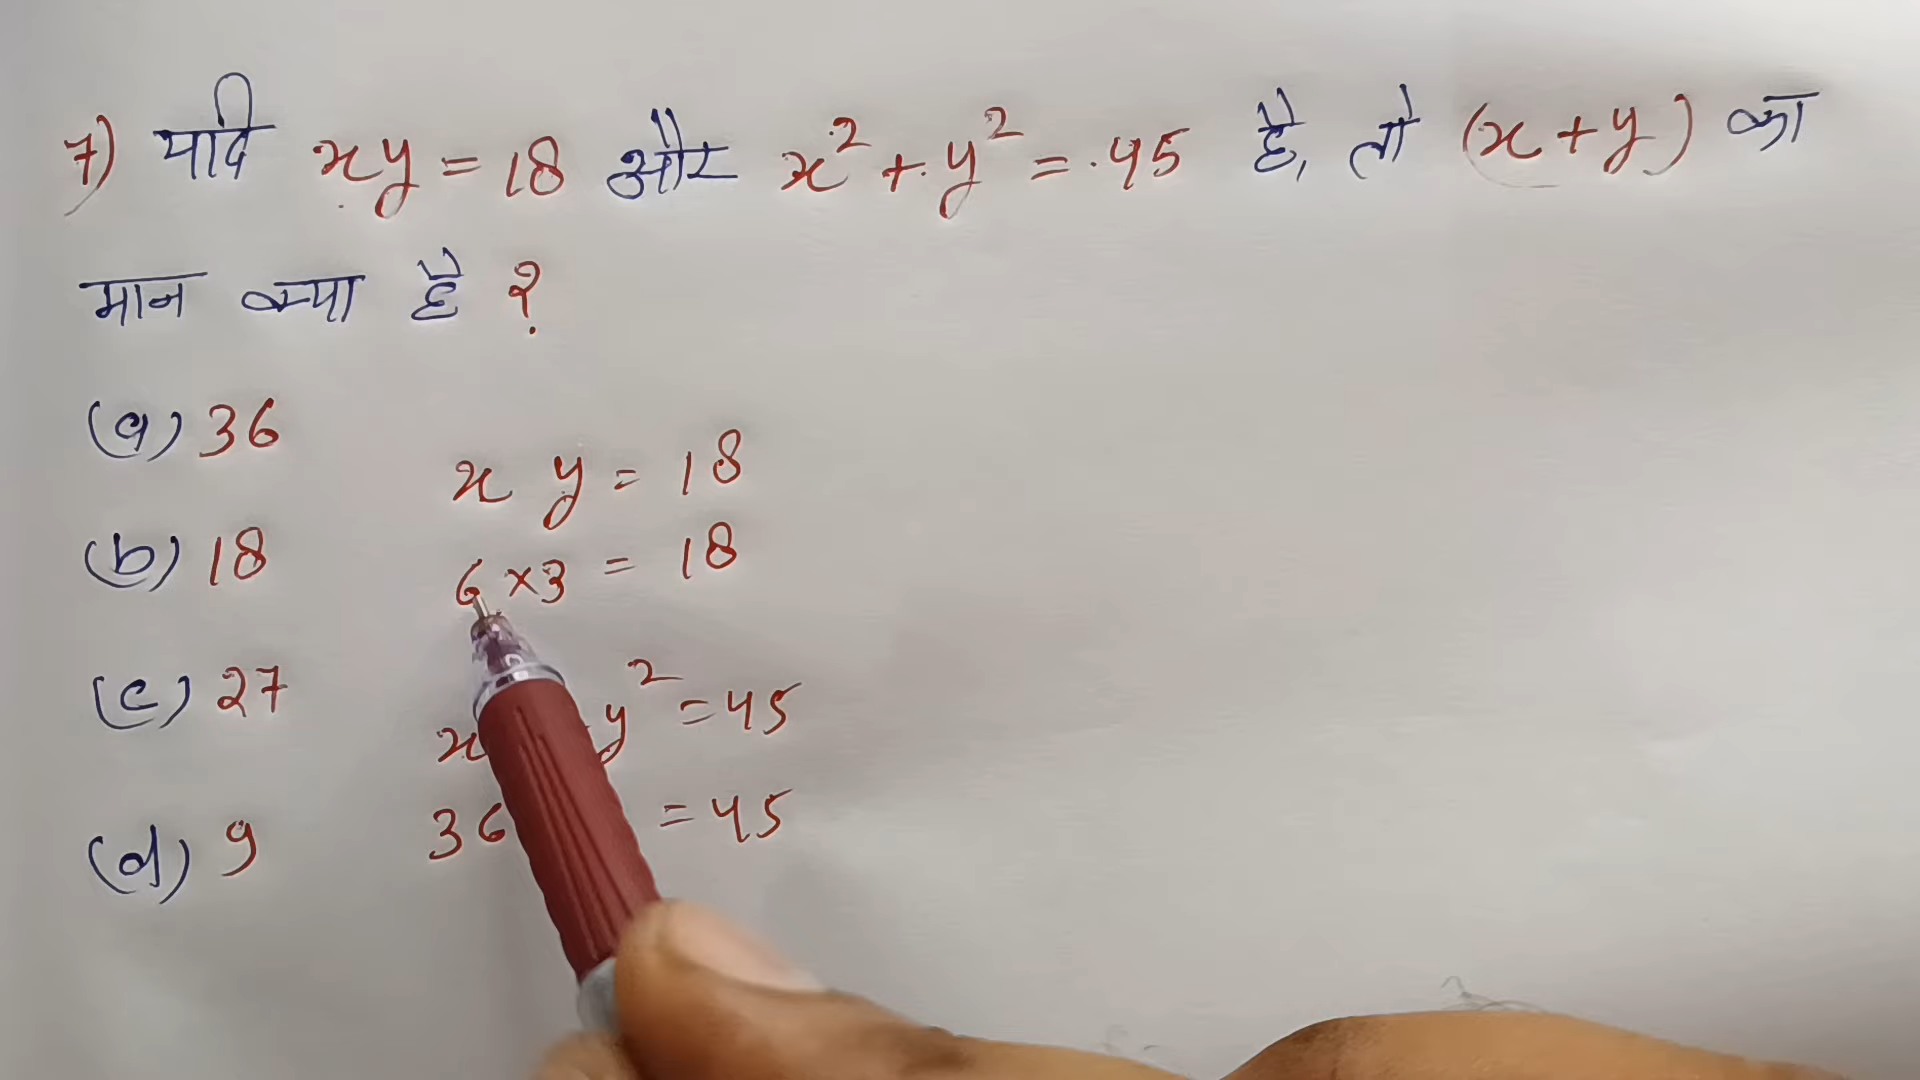 7) यदि xy = 18 और x² + y² = 45 है, तो (x + y) का
मान क्या है ?
(a) 36
(b) 18
(c) 27
(d) 9
x y = 18
6 × 3 = 18
x y² = 45
36 = 45